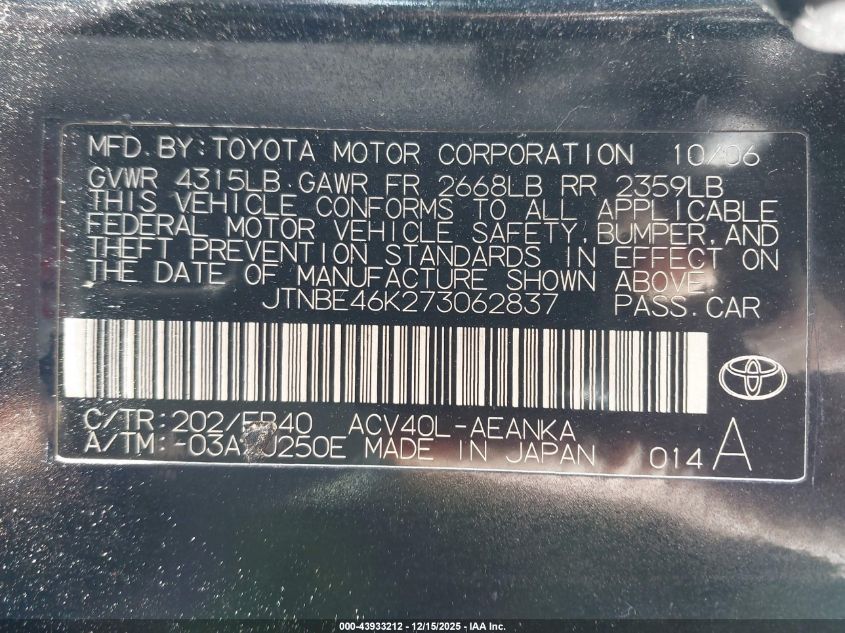 MFD. BY: TOYOTA MOTOR CORPORATION 10/06
GVWR 4315LB GAWR FR 2668LB RR 2359LB
THIS VEHICLE CONFORMS TO ALL APPLICABLE
FEDERAL MOTOR VEHICLE SAFETY, BUMPER, AND
THEFT PREVENTION STANDARDS IN EFFECT ON
THE DATE OF MANUFACTURE SHOWN ABOVE.
JTNBE46K273062837 PASS. CAR
C/TR: 202/FB40 ACV40L-AEANKA
A/TM: -03A U250E MADE IN JAPAN 014 A
000-43933212 - 12/15/2025 - IAA Inc.